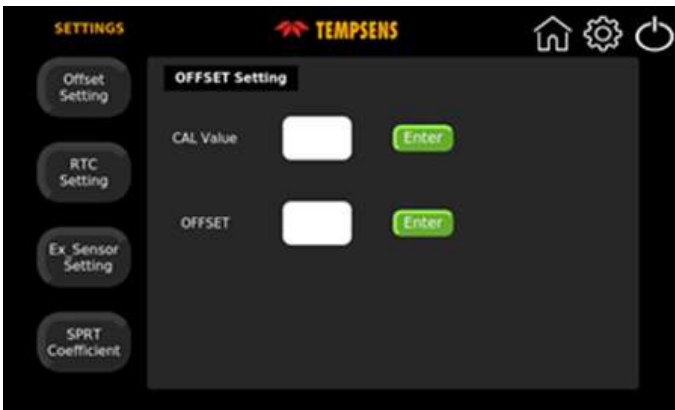 SETTINGS
TEMPSENS
Offset
Setting
OFFSET Setting
CAL Value
Enter
RTC
Setting
OFFSET
Enter
Ex_Sensor
Setting
SPRT
Coefficient